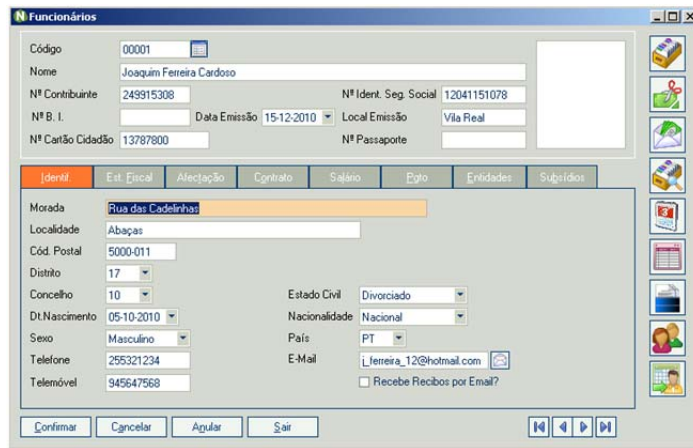 Funcionários
Código 00001
Nome Joaquim Ferreira Cardoso
Nº Contribuinte 249915308 Nº Ident. Seg. Social 12041151078
Nº B. I. Data Emissão 15-12-2010 Local Emissão Vila Real
Nº Cartão Cidadão 13787800 Nº Passaporte
Identif. Est. Fiscal Afectação Contrato Salário Pgto Entidades Subsídios
Morada Rua das Cadelinhas
Localidade Abaças
Cód. Postal 5000-011
Distrito 17
Concelho 10 Estado Civil Divorciado
Dt.Nascimento 05-10-2010 Nacionalidade Nacional
Sexo Masculino País PT
Telefone 255321234 E-Mail j_ferreira_12@hotmail.com
Telemóvel 945647568 Recebe Recibos por Email?
Confirmar Cancelar Anular Sair